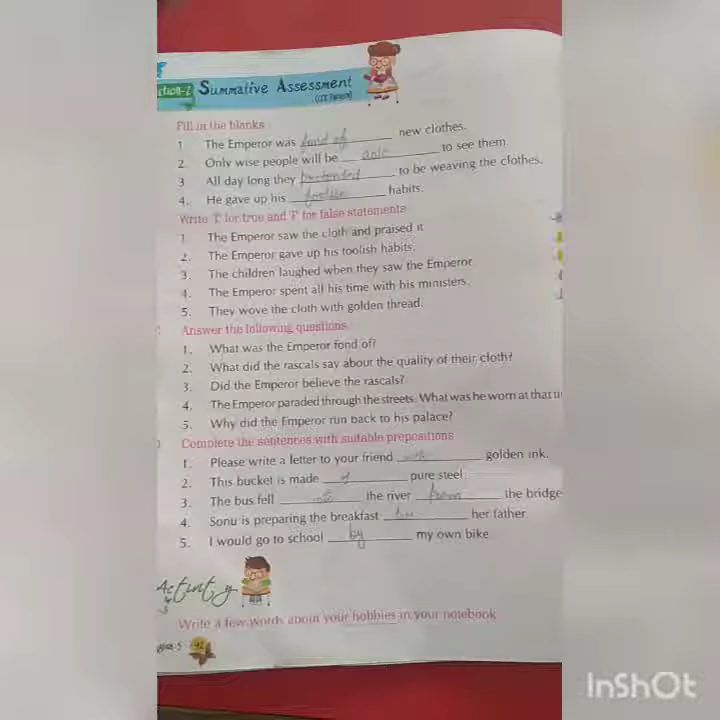 ction-I Summative Assessment
(CCE Pattern)
Fill in the blanks
1. The Emperor was fond of new clothes.
2. Only wise people will be able to see them.
3. All day long they pretended to be weaving the clothes.
4. He gave up his foolish habits.
Write 'T' for true and 'F' for false statements
1. The Emperor saw the cloth and praised it
2. The Emperor gave up his foolish habits.
3. The children laughed when they saw the Emperor
4. The Emperor spent all his time with his ministers.
5. They wove the cloth with golden thread.
Answer the following questions
1. What was the Emperor fond of?
2. What did the rascals say about the quality of their cloth?
3. Did the Emperor believe the rascals?
4. The Emperor paraded through the streets. What was he worn at that
5. Why did the Emperor run back to his palace?
Complete the sentences with suitable prepositions
1. Please write a letter to your friend with golden ink.
2. This bucket is made of pure steel.
3. The bus fell into the river from the bridge
4. Sonu is preparing the breakfast for her father.
5. I would go to school by my own bike.
Activity
Write a few words about your hobbies in your notebook
5 42
InShOt